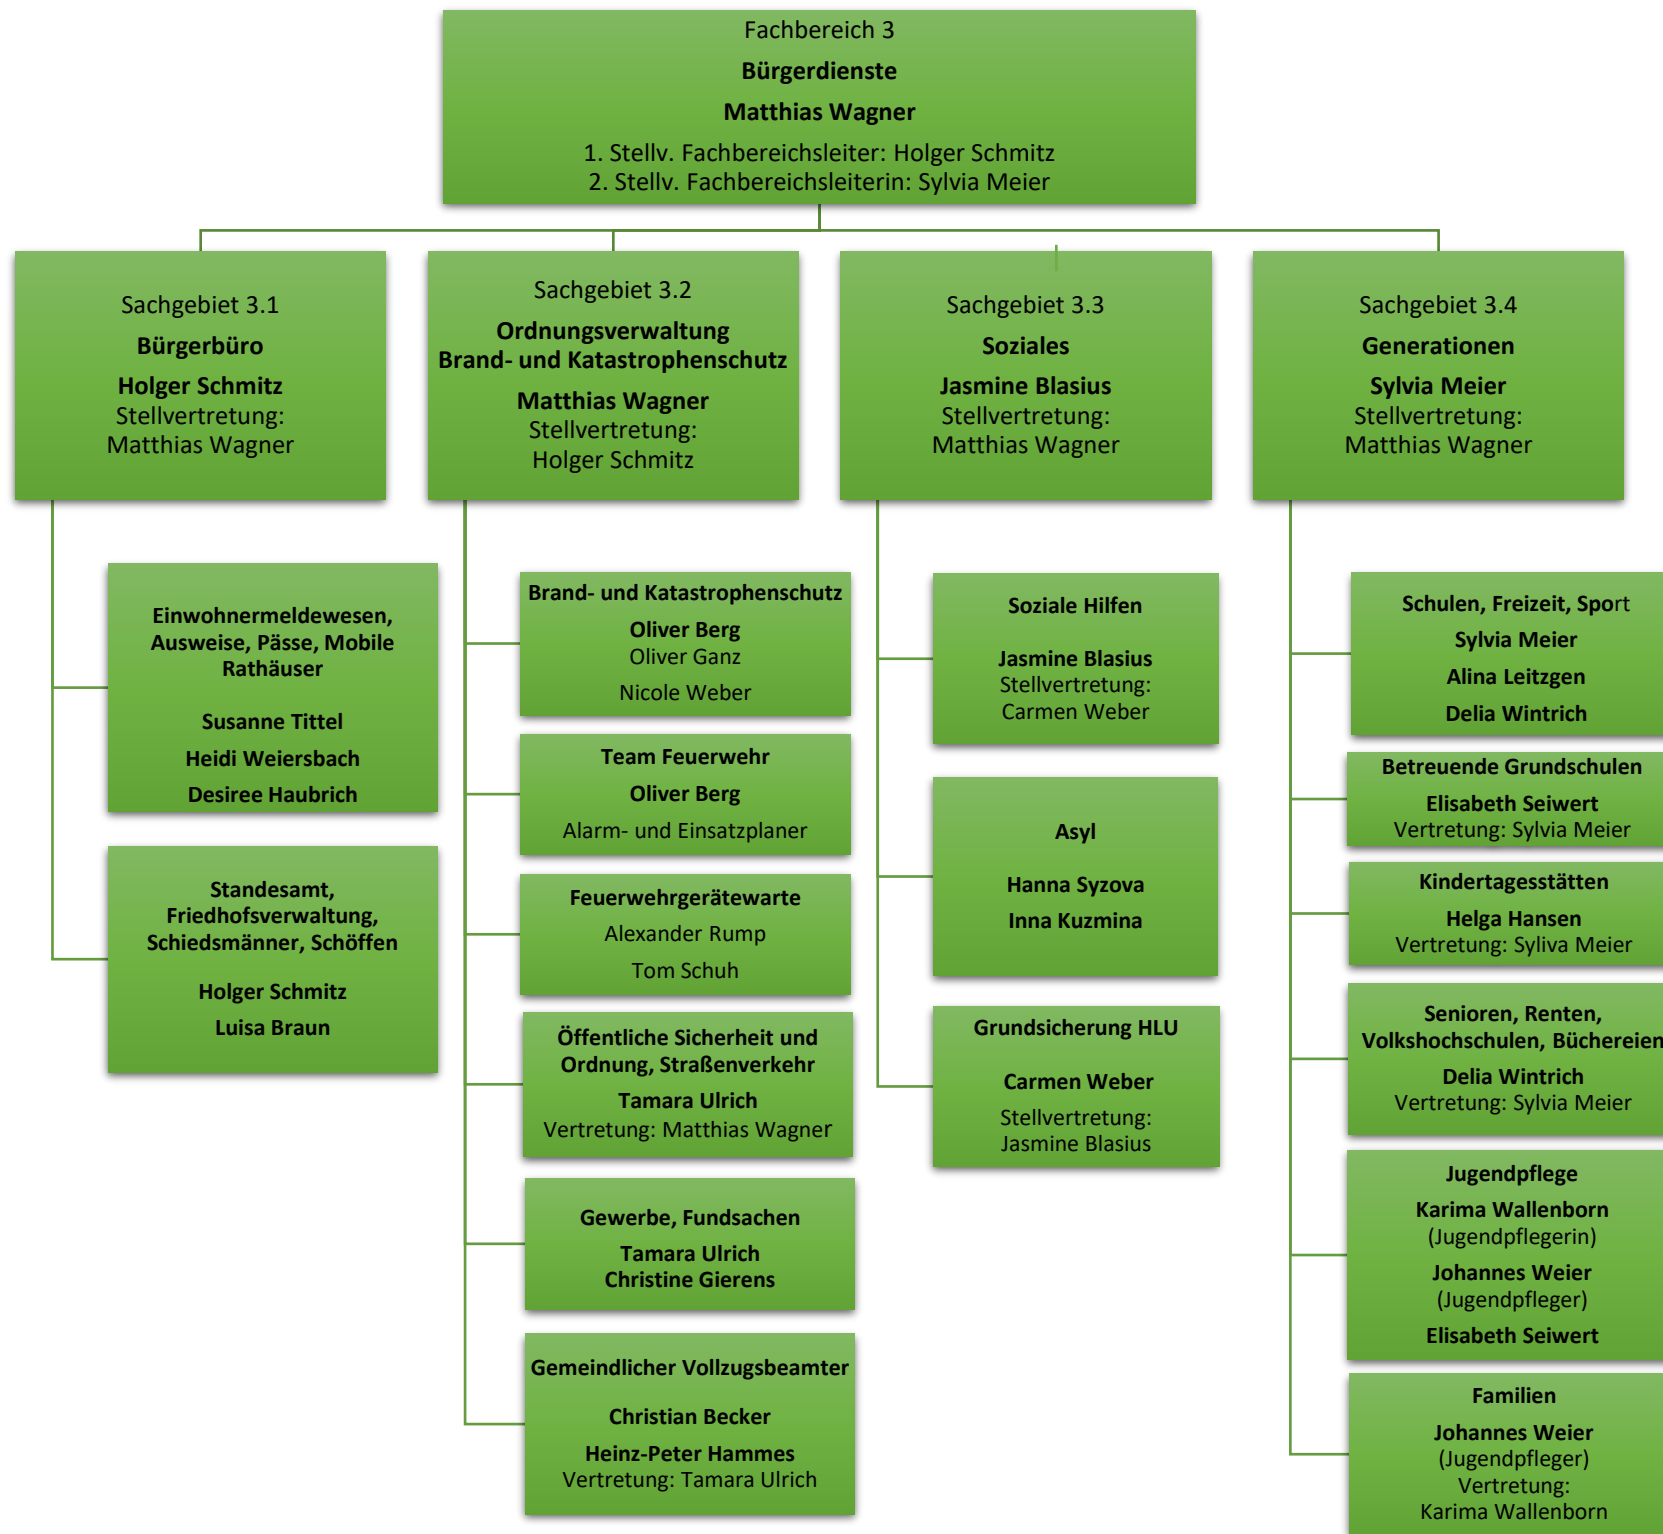 Fachbereich 3
Bürgerdienste
Matthias Wagner
1. Stellv. Fachbereichsleiter: Holger Schmitz
2. Stellv. Fachbereichsleiterin: Sylvia Meier
Sachgebiet 3.1
Bürgerbüro
Holger Schmitz
Stellvertretung:
Matthias Wagner
Einwohnermeldewesen,
Ausweise, Pässe, Mobile
Rathäuser
Susanne Tittel
Heidi Weiersbach
Desiree Haubrich
Standesamt,
Friedhofsverwaltung,
Schiedsmänner, Schöffen
Holger Schmitz
Luisa Braun
Sachgebiet 3.2
Ordnungsverwaltung
Brand- und Katastrophenschutz
Matthias Wagner
Stellvertretung:
Holger Schmitz
Brand- und Katastrophenschutz
Oliver Berg
Oliver Ganz
Nicole Weber
Team Feuerwehr
Oliver Berg
Alarm- und Einsatzplaner
Feuerwehrgerätewarte
Alexander Rump
Tom Schuh
Öffentliche Sicherheit und
Ordnung, Straßenverkehr
Tamara Ulrich
Vertretung: Matthias Wagner
Gewerbe, Fundsachen
Tamara Ulrich
Christine Gierens
Gemeindlicher Vollzugsbeamter
Christian Becker
Heinz-Peter Hammes
Vertretung: Tamara Ulrich
Sachgebiet 3.3
Soziales
Jasmine Blasius
Stellvertretung:
Matthias Wagner
Soziale Hilfen
Jasmine Blasius
Stellvertretung:
Carmen Weber
Asyl
Hanna Syzova
Inna Kuzmina
Grundsicherung HLU
Carmen Weber
Stellvertretung:
Jasmine Blasius
Sachgebiet 3.4
Generationen
Sylvia Meier
Stellvertretung:
Matthias Wagner
Schulen, Freizeit, Sport
Sylvia Meier
Alina Leitzgen
Delia Wintrich
Betreuende Grundschulen
Elisabeth Seiwert
Vertretung: Sylvia Meier
Kindertagesstätten
Helga Hansen
Vertretung: Syliva Meier
Senioren, Renten,
Volkshochschulen, Büchereien
Delia Wintrich
Vertretung: Sylvia Meier
Jugendpflege
Karima Wallenborn
(Jugendpflegerin)
Johannes Weier
(Jugendpfleger)
Elisabeth Seiwert
Familien
Johannes Weier
(Jugendpfleger)
Vertretung:
Karima Wallenborn